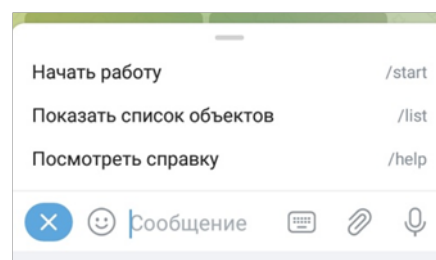 Начать работу /start
Показать список объектов /list
Посмотреть справку /help
Сообщение